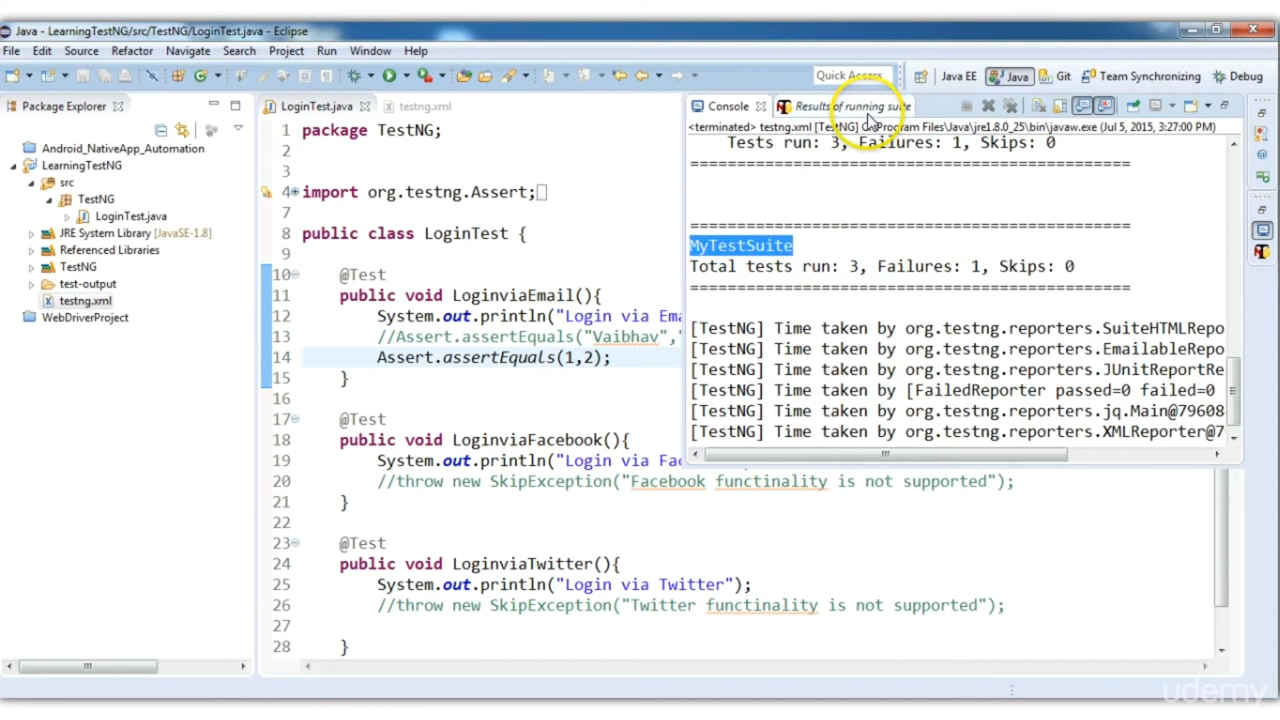 Java - LearningTestNG/src/TestNG/LoginTest.java - Eclipse
File Edit Source Refactor Navigate Search Project Run Window Help
Quick Access Java EE Java Git Team Synchronizing Debug
Package Explorer
Android_NativeApp_Automation
LearningTestNG
src
TestNG
LoginTest.java
JRE System Library [JavaSE-1.8]
Referenced Libraries
TestNG
test-output
testng.xml
WebDriverProject
LoginTest.java testng.xml
1 package TestNG;
2
3
4 import org.testng.Assert;
7
8 public class LoginTest {
9
10 @Test
11 public void LoginviaEmail(){
12 System.out.println("Login via Ema
13 //Assert.assertEquals("Vaibhav","
14 Assert.assertEquals(1,2);
15 }
16
17 @Test
18 public void LoginviaFacebook(){
19 System.out.println("Login via Fa
20 //throw new SkipException("Facebook functinality is not supported");
21 }
22
23 @Test
24 public void LoginviaTwitter(){
25 System.out.println("Login via Twitter");
26 //throw new SkipException("Twitter functinality is not supported");
27
28 }
Console Results of running suite
<terminated> testng.xml [TestNG] C:\Program Files\Java\jre1.8.0_25\bin\javaw.exe (Jul 5, 2015, 3:27:00 PM)
Tests run: 3, Failures: 1, Skips: 0
==========================================
==========================================
MyTestSuite
Total tests run: 3, Failures: 1, Skips: 0
==========================================
[TestNG] Time taken by org.testng.reporters.SuiteHTMLRepo
[TestNG] Time taken by org.testng.reporters.EmailableRepo
[TestNG] Time taken by org.testng.reporters.JUnitReportRe
[TestNG] Time taken by [FailedReporter passed=0 failed=0
[TestNG] Time taken by org.testng.reporters.jq.Main@79608
[TestNG] Time taken by org.testng.reporters.XMLReporter@7
udemy